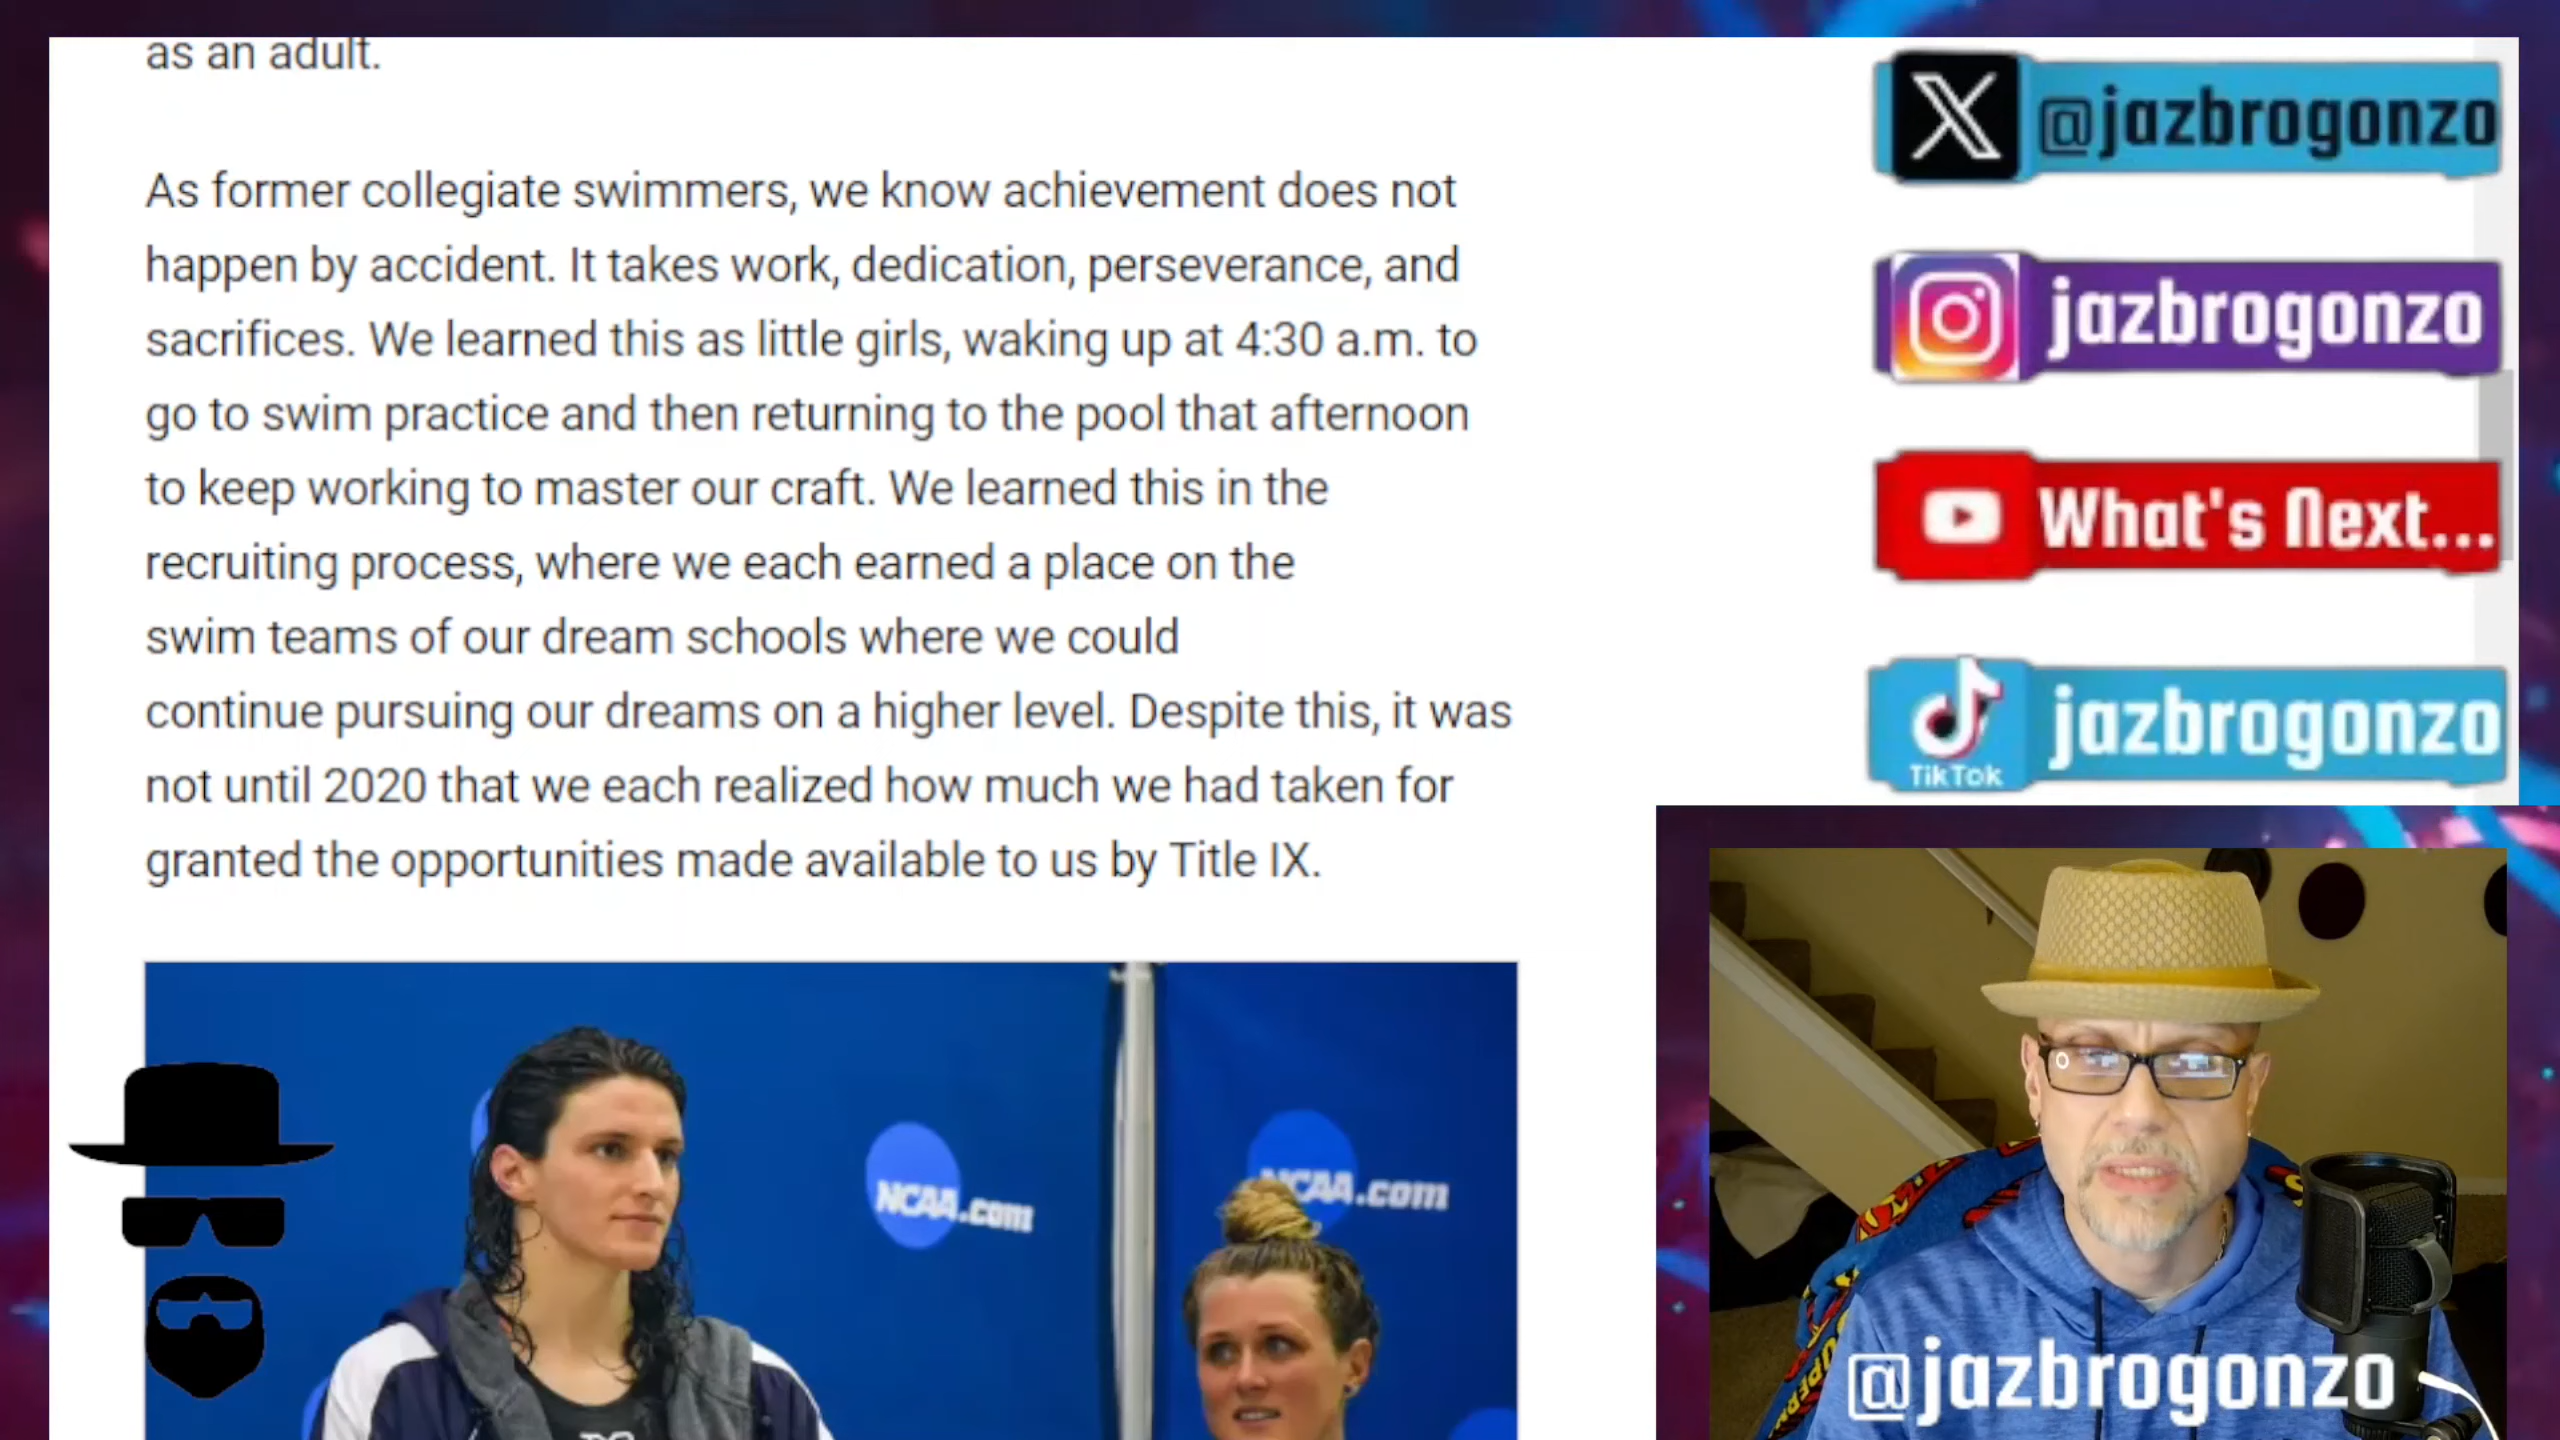 as an adult.
As former collegiate swimmers, we know achievement does not
happen by accident. It takes work, dedication, perseverance, and
sacrifices. We learned this as little girls, waking up at 4:30 a.m. to
go to swim practice and then returning to the pool that afternoon
to keep working to master our craft. We learned this in the
recruiting process, where we each earned a place on the
swim teams of our dream schools where we could
continue pursuing our dreams on a higher level. Despite this, it was
not until 2020 that we each realized how much we had taken for
granted the opportunities made available to us by Title IX.
NCAA.com
NCAA.com
@jazbrogonzo
jazbrogonzo
What's Next...
TikTok
jazbrogonzo
@jazbrogonzo